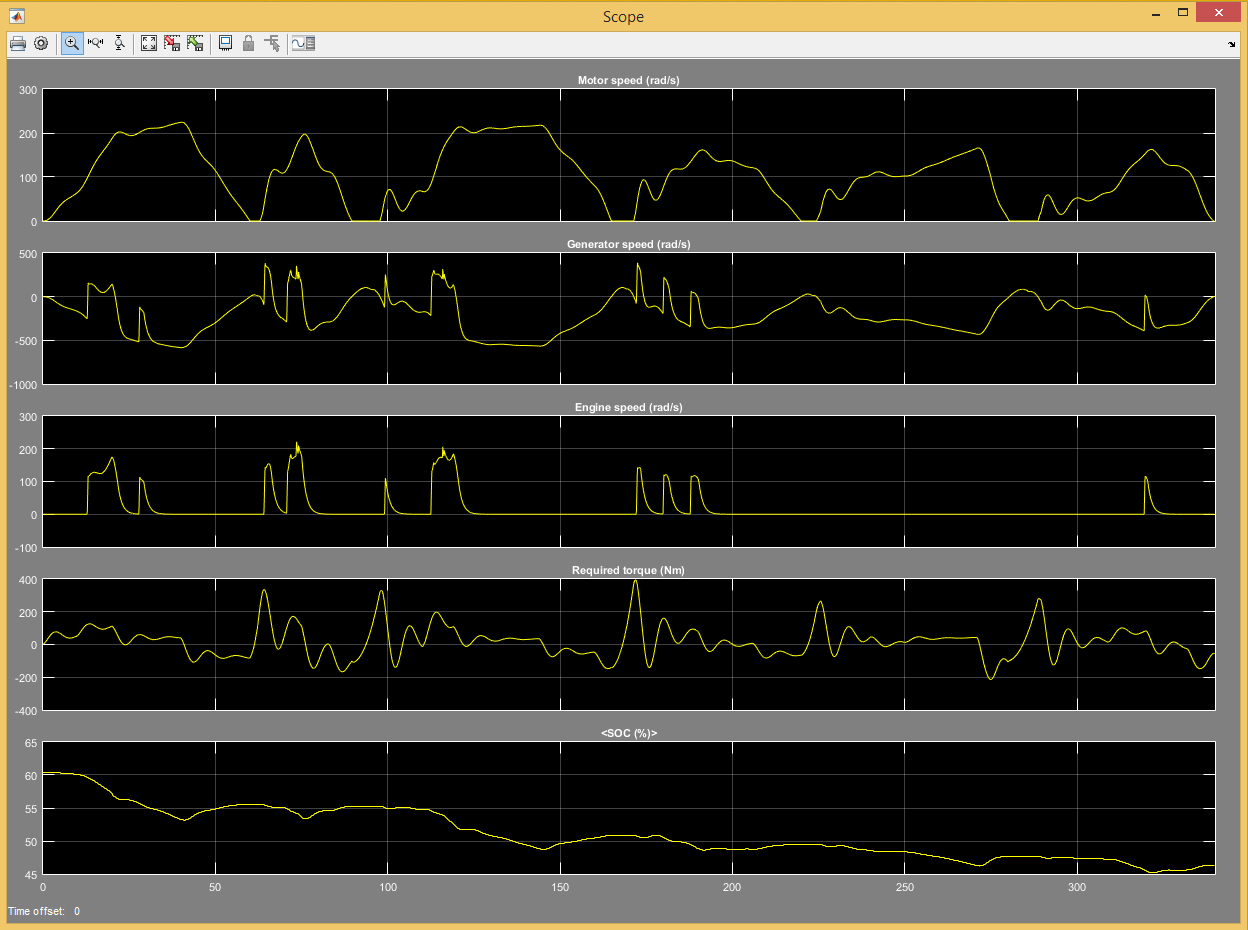 Scope
Motor speed (rad/s)
300
200
100
0
Generator speed (rad/s)
500
0
-500
-1000
Engine speed (rad/s)
300
200
100
0
-100
Required torque (Nm)
400
200
0
-200
-400
<SOC (%)>
65
60
55
50
45
0 50 100 150 200 250 300
Time offset: 0